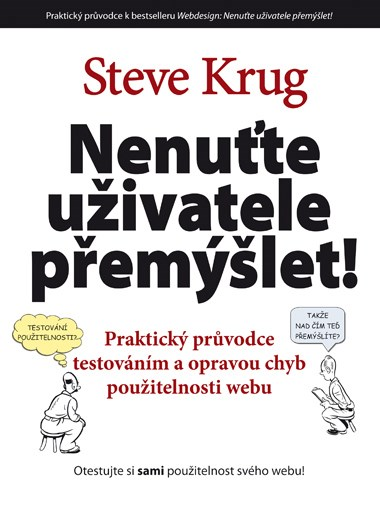 Praktický průvodce k bestselleru Webdesign: Nenuťte uživatele přemýšlet!
Steve Krug
Nenuťte
uživatele
přemýšlet!
TESTOVÁNÍ
POUŽITELNOSTI?
TAKŽE
NAD ČÍM TEĎ
PŘEMÝŠLÍTE?
Praktický průvodce
testováním a opravou chyb
použitelnosti webu
Otestujte si sami použitelnost svého webu!